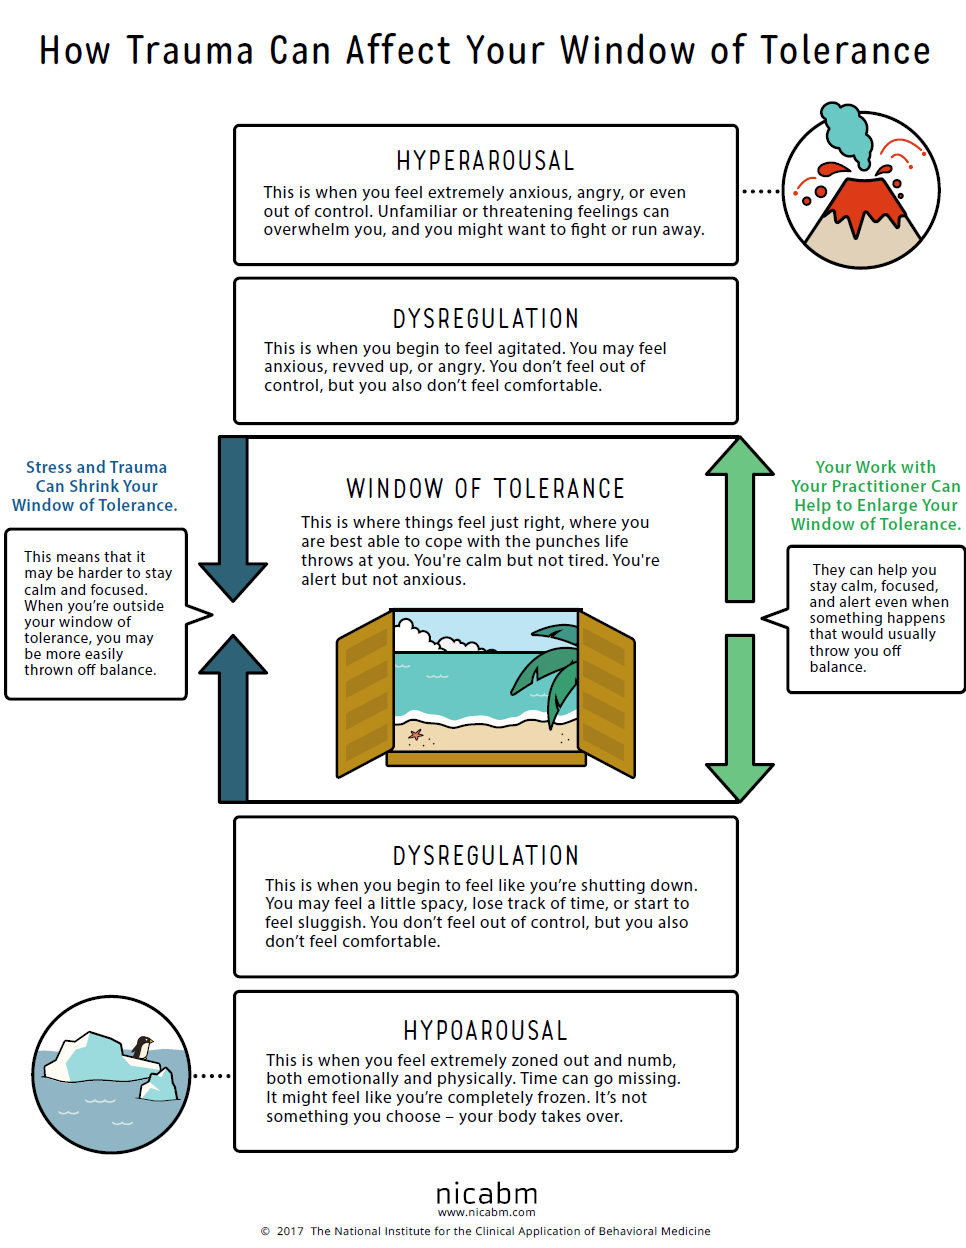 How Trauma Can Affect Your Window of Tolerance
HYPERAROUSAL
This is when you feel extremely anxious, angry, or even
out of control. Unfamiliar or threatening feelings can
overwhelm you, and you might want to fight or run away.
DYSREGULATION
This is when you begin to feel agitated. You may feel
anxious, revved up, or angry. You don’t feel out of
control, but you also don’t feel comfortable.
Stress and Trauma
Can Shrink Your
Window of Tolerance.
This means that it
may be harder to stay
calm and focused.
When you’re outside
your window of
tolerance, you may
be more easily
thrown off balance.
WINDOW OF TOLERANCE
This is where things feel just right, where you
are best able to cope with the punches life
throws at you. You're calm but not tired. You're
alert but not anxious.
Your Work with
Your Practitioner Can
Help to Enlarge Your
Window of Tolerance.
They can help you
stay calm, focused,
and alert even when
something happens
that would usually
throw you off
balance.
DYSREGULATION
This is when you begin to feel like you’re shutting down.
You may feel a little spacy, lose track of time, or start to
feel sluggish. You don’t feel out of control, but you also
don’t feel comfortable.
HYPOAROUSAL
This is when you feel extremely zoned out and numb,
both emotionally and physically. Time can go missing.
It might feel like you’re completely frozen. It’s not
something you choose – your body takes over.
nicabm
www.nicabm.com
© 2017 The National Institute for the Clinical Application of Behavioral Medicine